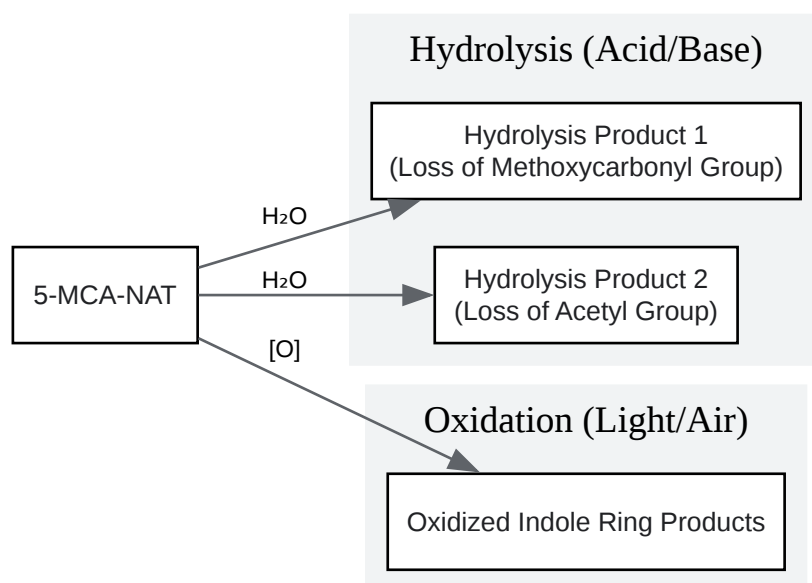 Hydrolysis (Acid/Base)
Hydrolysis Product 1
(Loss of Methoxycarbonyl Group)
H₂O
5-MCA-NAT
H₂O
Hydrolysis Product 2
(Loss of Acetyl Group)
[O]
Oxidation (Light/Air)
Oxidized Indole Ring Products